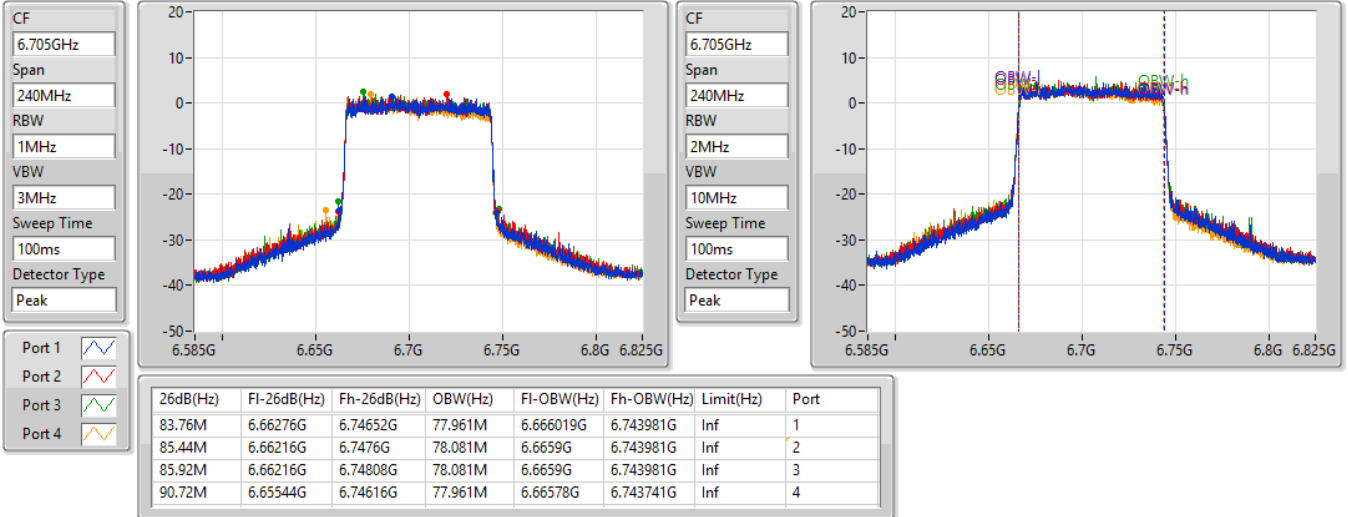 CF
6.705GHz
Span
240MHz
RBW
1MHz
VBW
3MHz
Sweep Time
100ms
Detector Type
Peak
20
10
0
-10
-20
-30
-40
-50
6.585G 6.65G 6.7G 6.75G 6.8G 6.825G
CF
6.705GHz
Span
240MHz
RBW
2MHz
VBW
10MHz
Sweep Time
100ms
Detector Type
Peak
20
10
0
-10
-20
-30
-40
-50
OBW-l OBW-h
OBW-h
6.585G 6.65G 6.7G 6.75G 6.8G 6.825G
Port 1
Port 2
Port 3
Port 4
26dB(Hz) Fl-26dB(Hz) Fh-26dB(Hz) OBW(Hz) Fl-OBW(Hz) Fh-OBW(Hz) Limit(Hz) Port
83.76M 6.66276G 6.74652G 77.961M 6.666019G 6.743981G Inf 1
85.44M 6.66216G 6.7476G 78.081M 6.6659G 6.743981G Inf 2
85.92M 6.66216G 6.74808G 78.081M 6.6659G 6.743981G Inf 3
90.72M 6.65544G 6.74616G 77.961M 6.66578G 6.743741G Inf 4